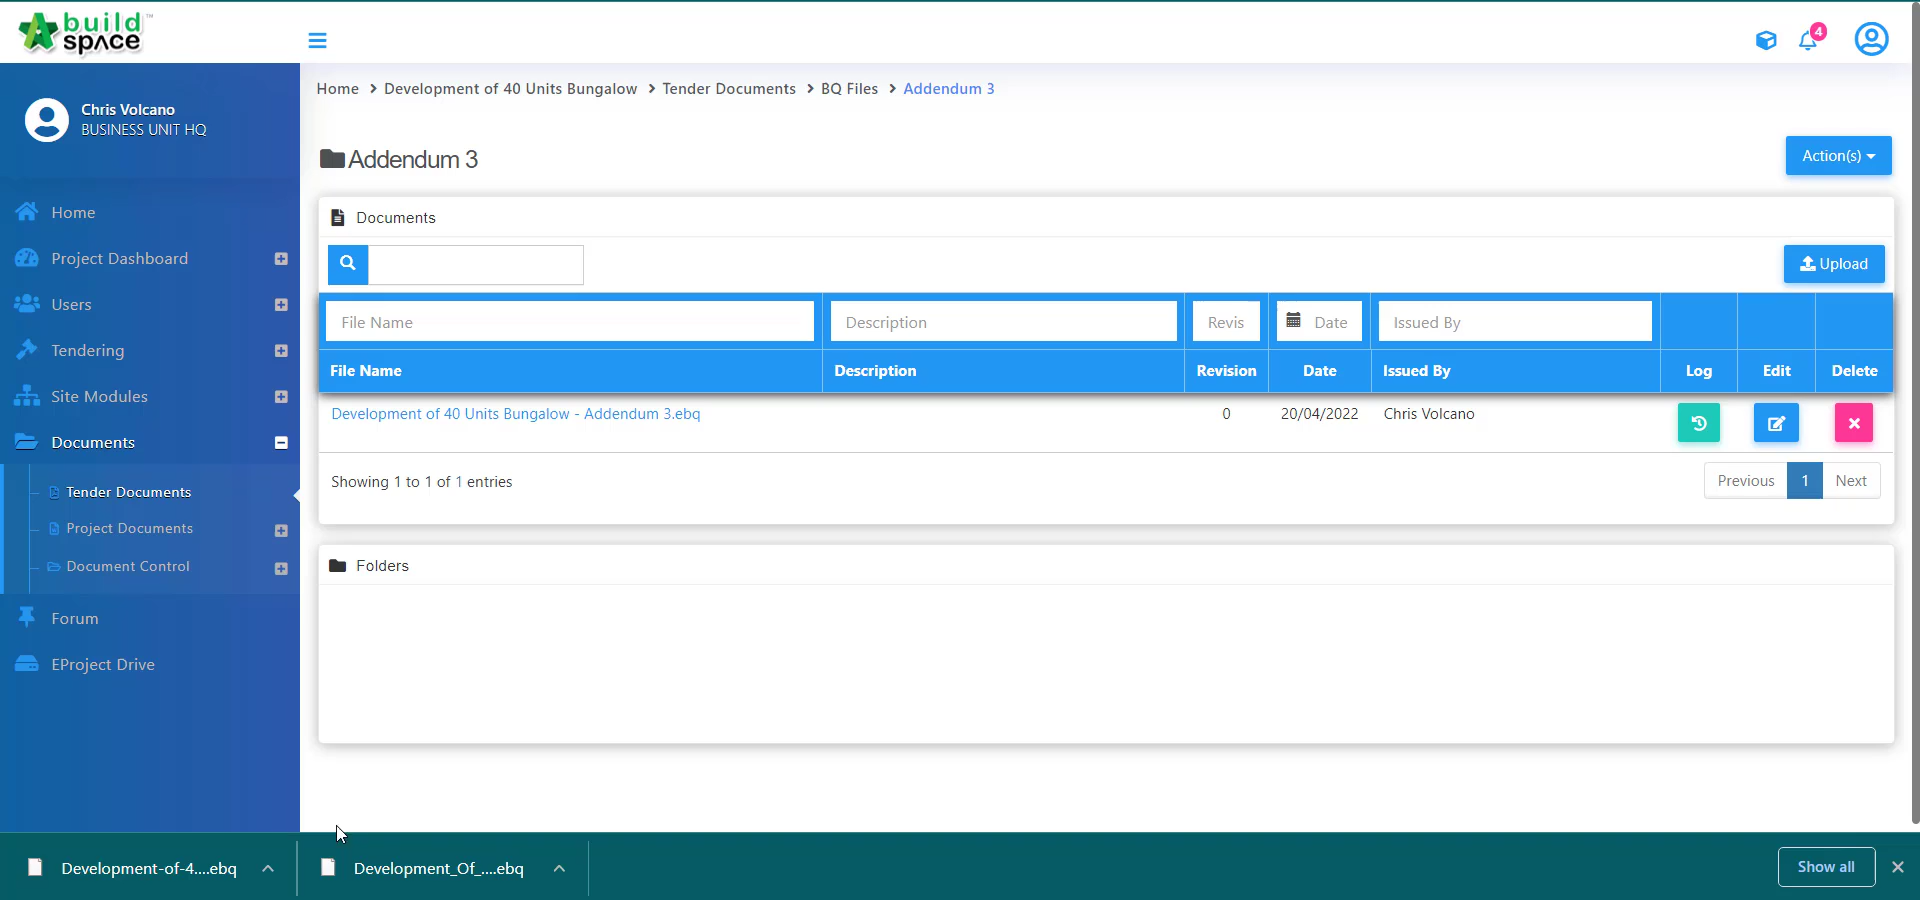 build
space™
4
Chris Volcano
BUSINESS UNIT HQ
Home
Project Dashboard
Users
Tendering
Site Modules
Documents
Tender Documents
Project Documents
Document Control
Forum
EProject Drive
Home > Development of 40 Units Bungalow > Tender Documents > BQ Files > Addendum 3
Addendum 3
Action(s)
Documents
Upload
File Name Description Revis Date Issued By
File Name Description Revision Date Issued By Log Edit Delete
Development of 40 Units Bungalow - Addendum 3.ebq 0 20/04/2022 Chris Volcano
Showing 1 to 1 of 1 entries
Previous 1 Next
Folders
Development-of-4....ebq
Development_Of_....ebq
Show all